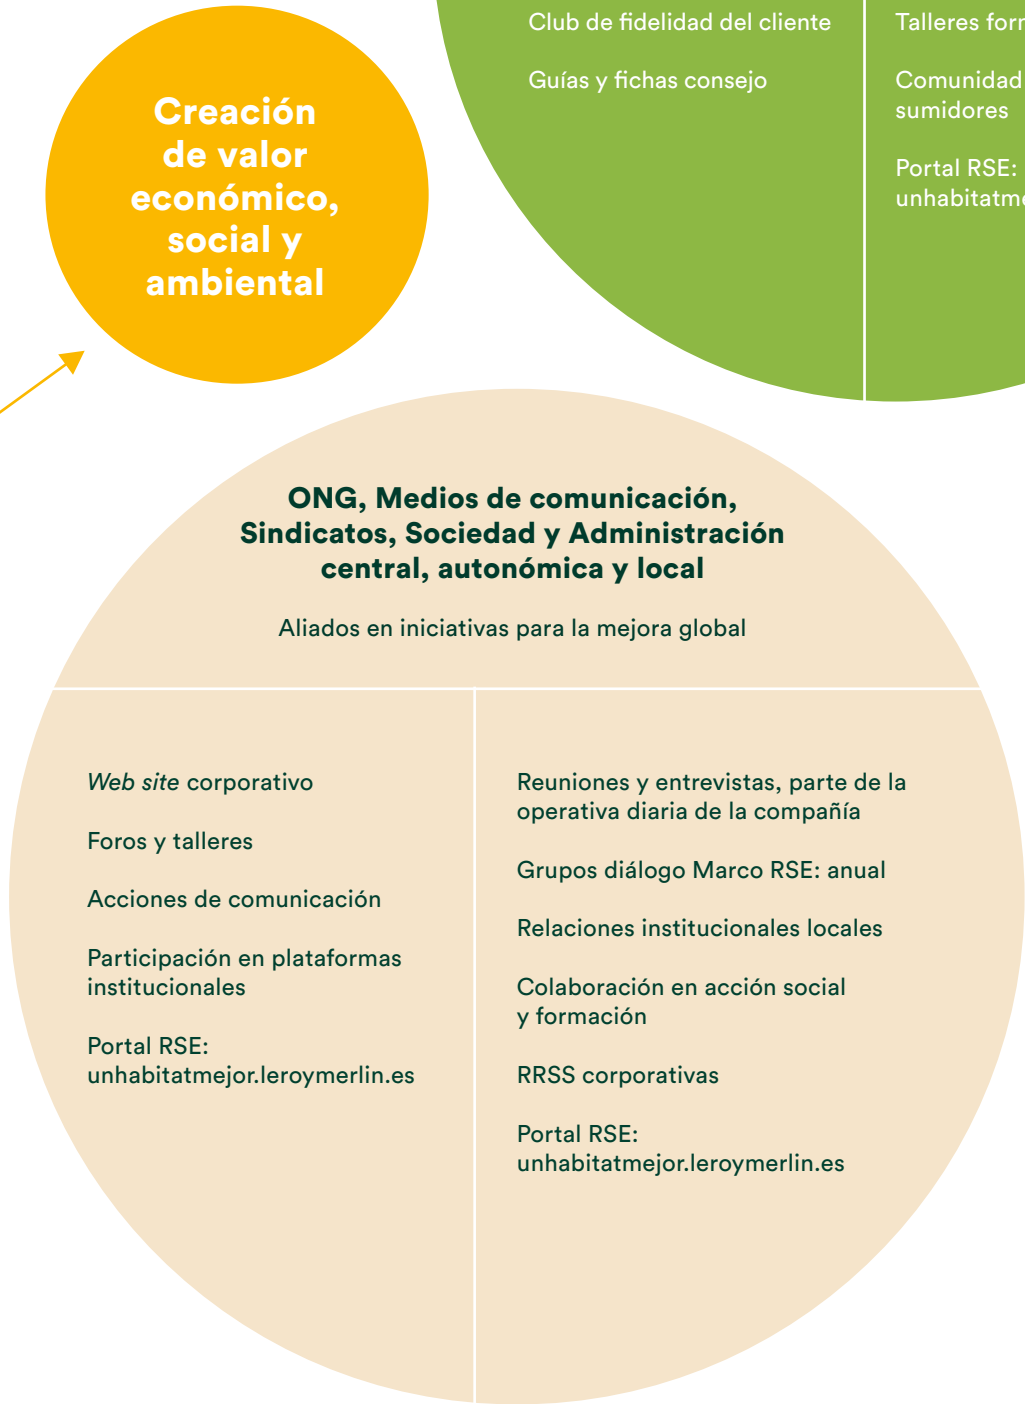 Club de fidelidad del cliente
Guías y fichas consejo
Talleres
Comunidad
sumidores
Portal RSE:
Creación
de valor
económico,
social y
ambiental
ONG, Medios de comunicación,
Sindicatos, Sociedad y Administración
central, autonómica y local
Aliados en iniciativas para la mejora global
Web site corporativo
Foros y talleres
Acciones de comunicación
Participación en plataformas
institucionales
Portal RSE:
unhabitatmejor.leroymerlin.es
Reuniones y entrevistas, parte de la
operativa diaria de la compañía
Grupos diálogo Marco RSE: anual
Relaciones institucionales locales
Colaboración en acción social
y formación
RRSS corporativas
Portal RSE:
unhabitatmejor.leroymerlin.es